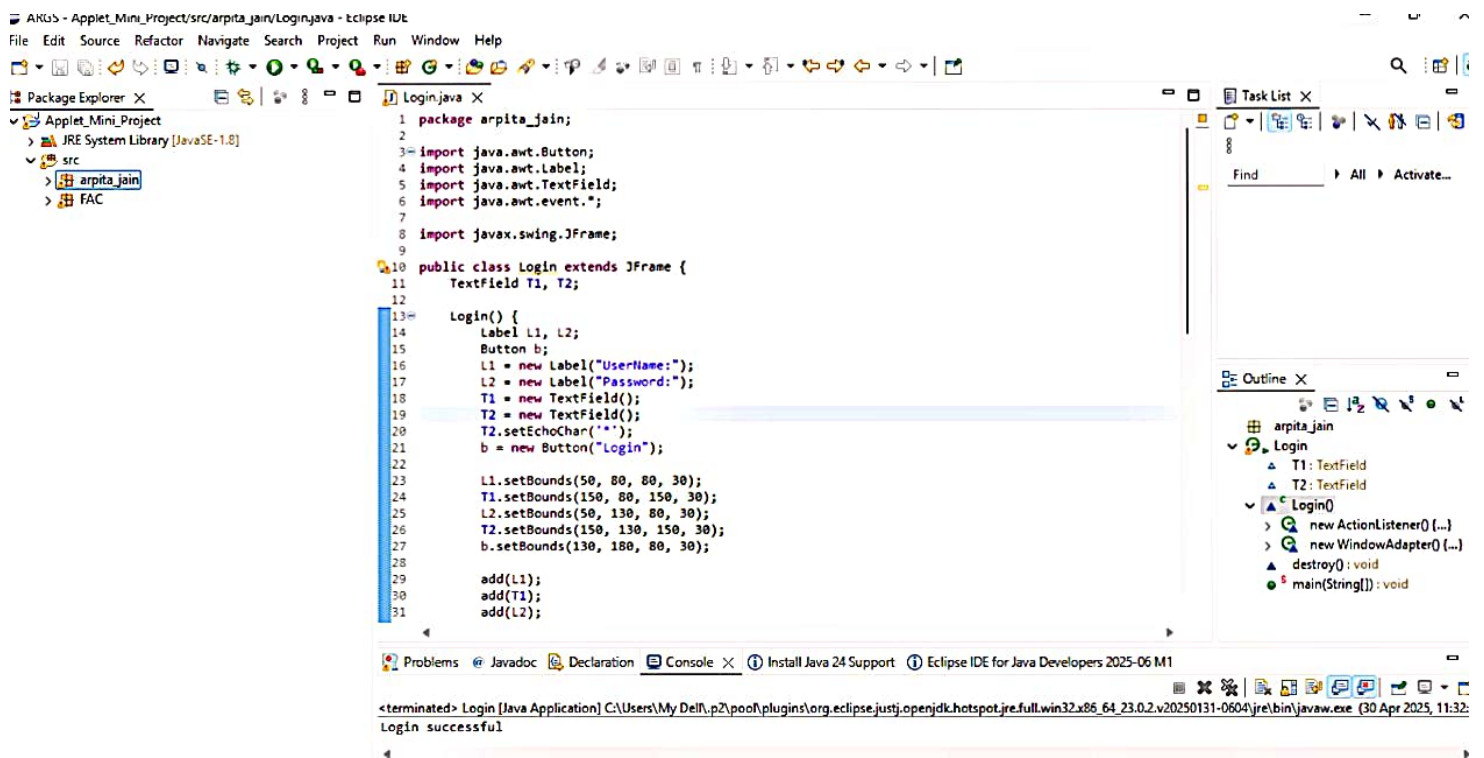 ARGS - Applet_Mini_Project/src/arpita_jain/Login.java - Eclipse IDE
File Edit Source Refactor Navigate Search Project Run Window Help
Package Explorer
Applet_Mini_Project
JRE System Library [JavaSE-1.8]
src
arpita_jain
FAC
Login.java
1 package arpita_jain;
2
3 import java.awt.Button;
4 import java.awt.Label;
5 import java.awt.TextField;
6 import java.awt.event.*;
7
8 import javax.swing.JFrame;
9
10 public class Login extends JFrame {
11 TextField T1, T2;
12
13 Login() {
14 Label L1, L2;
15 Button b;
16 L1 = new Label("UserName:");
17 L2 = new Label("Password:");
18 T1 = new TextField();
19 T2 = new TextField();
20 T2.setEchoChar('*');
21 b = new Button("Login");
22
23 L1.setBounds(50, 80, 80, 30);
24 T1.setBounds(150, 80, 150, 30);
25 L2.setBounds(50, 130, 80, 30);
26 T2.setBounds(150, 130, 150, 30);
27 b.setBounds(130, 180, 80, 30);
28
29 add(L1);
30 add(T1);
31 add(L2);
Task List
Find All Activate...
Outline
arpita_jain
Login
T1 : TextField
T2 : TextField
Login()
new ActionListener() {...}
new WindowAdapter() {...}
destroy() : void
main(String[]) : void
Problems Javadoc Declaration Console Install Java 24 Support Eclipse IDE for Java Developers 2025-06 M1
<terminated> Login [Java Application] C:\Users\My Dell\.p2\pool\plugins\org.eclipse.justj.openjdk.hotspot.jre.full.win32.x86_64_23.0.2.v20250131-0604\jre\bin\javaw.exe (30 Apr 2025, 11:32:
Login successful